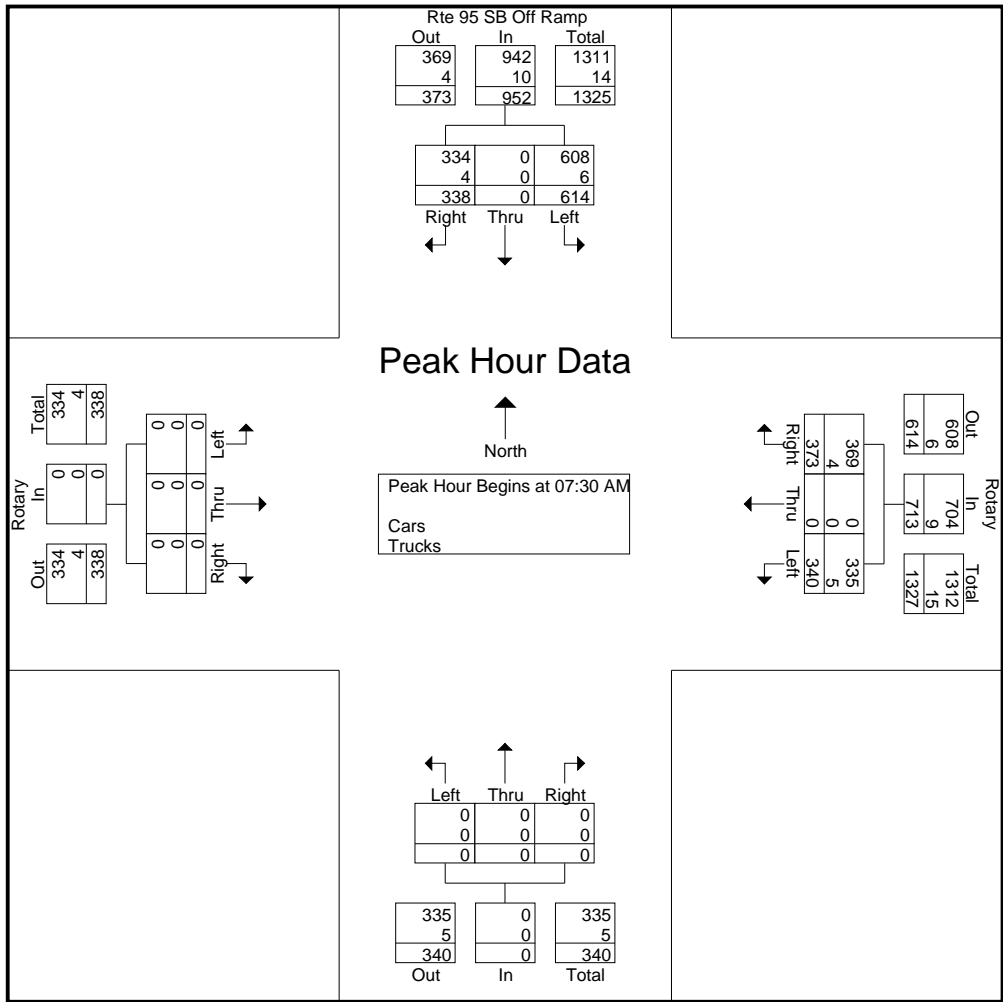 Rte 95 SB Off Ramp
Out In Total
369 942 1311
4 10 14
373 952 1325
334 0 608
4 0 6
338 0 614
Right Thru Left
Peak Hour Data
North
Peak Hour Begins at 07:30 AM
Cars
Trucks
Rotary
Total In Out
334 0 334
4 0 4
338 0 338
0 0 0
0 0 0
0 0 0
Left Thru Right
Rotary
Out In Total
608 704 1312
6 9 15
614 713 1327
369 0 335
4 0 5
373 0 340
Right Thru Left
Left Thru Right
0 0 0
0 0 0
0 0 0
335 0 335
5 0 5
340 0 340
Out In Total